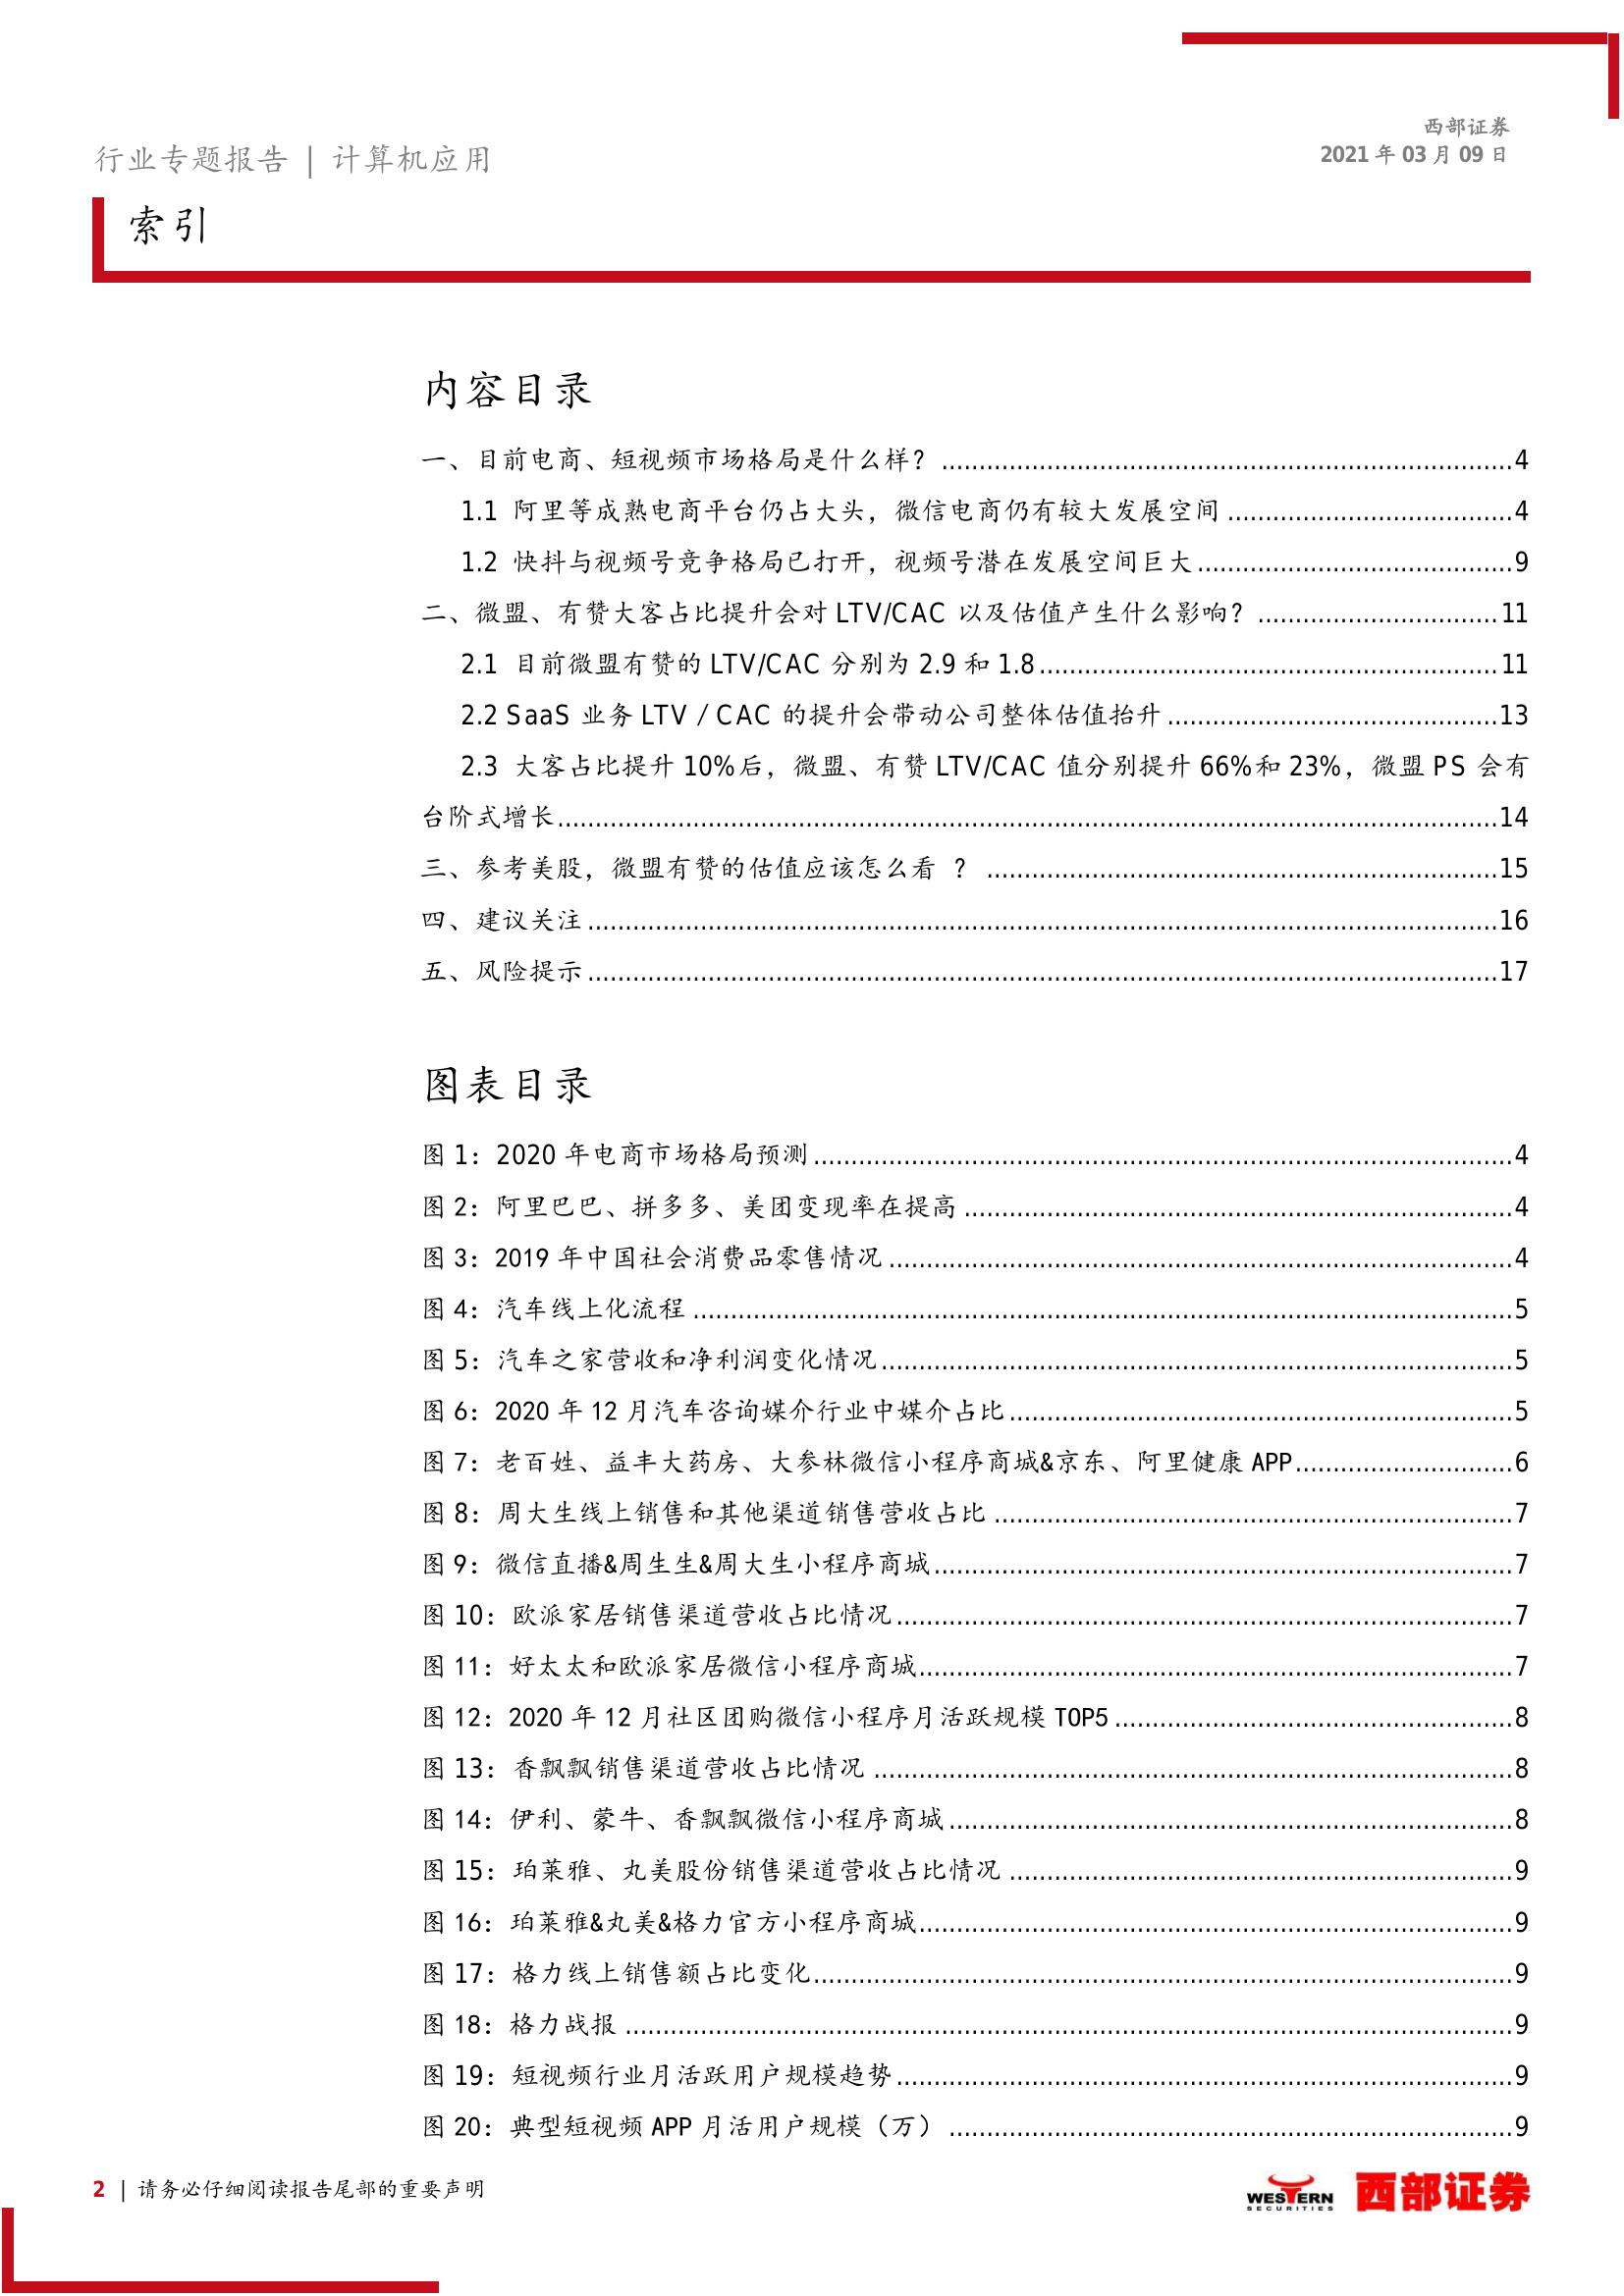 西部证券
行业专题报告 | 计算机应用
2021 年 03 月 09 日
索引
内容目录
一、目前电商、短视频市场格局是什么样? ........................................ 4
1.1 阿里等成熟电商平台仍占大头，微信电商仍有较大发展空间 ........................................ 4
1.2 快抖与视频号竞争格局已打开，视频号潜在发展空间巨大 ........................................ 9
二、微盟、有赞大客占比提升会对 LTV/CAC 以及估值产生什么影响? ........................................ 11
2.1 目前微盟有赞的 LTV/CAC 分别为 2.9 和 1.8 ........................................ 11
2.2 SaaS 业务 LTV / CAC 的提升会带动公司整体估值抬升 ........................................ 13
2.3 大客占比提升 10%后，微盟、有赞 LTV/CAC 值分别提升 66%和 23%，微盟 PS 会有
台阶式增长 ........................................ 14
三、参考美股，微盟有赞的估值应该怎么看 ？ ........................................ 15
四、建议关注 ........................................ 16
五、风险提示 ........................................ 17
图表目录
图 1：2020 年电商市场格局预测 ........................................ 4
图 2：阿里巴巴、拼多多、美团变现率在提高 ........................................ 4
图 3：2019 年中国社会消费品零售情况 ........................................ 4
图 4：汽车线上化流程 ........................................ 5
图 5：汽车之家营收和净利润变化情况 ........................................ 5
图 6：2020 年 12 月汽车咨询媒介行业中媒介占比 ........................................ 5
图 7：老百姓、益丰大药房、大参林微信小程序商城&京东、阿里健康 APP ........................................ 6
图 8：周大生线上销售和其他渠道销售营收占比 ........................................ 7
图 9：微信直播&周生生&周大生小程序商城 ........................................ 7
图 10：欧派家居销售渠道营收占比情况 ........................................ 7
图 11：好太太和欧派家居微信小程序商城 ........................................ 7
图 12：2020 年 12 月社区团购微信小程序月活跃规模 TOP5 ........................................ 8
图 13：香飘飘销售渠道营收占比情况 ........................................ 8
图 14：伊利、蒙牛、香飘飘微信小程序商城 ........................................ 8
图 15：珀莱雅、丸美股份销售渠道营收占比情况 ........................................ 9
图 16：珀莱雅&丸美&格力官方小程序商城 ........................................ 9
图 17：格力线上销售额占比变化 ........................................ 9
图 18：格力战报 ........................................ 9
图 19：短视频行业月活跃用户规模趋势 ........................................ 9
图 20：典型短视频 APP 月活用户规模（万） ........................................ 9
2 | 请务必仔细阅读报告尾部的重要声明
WESTERN SECURITIES 西部证券